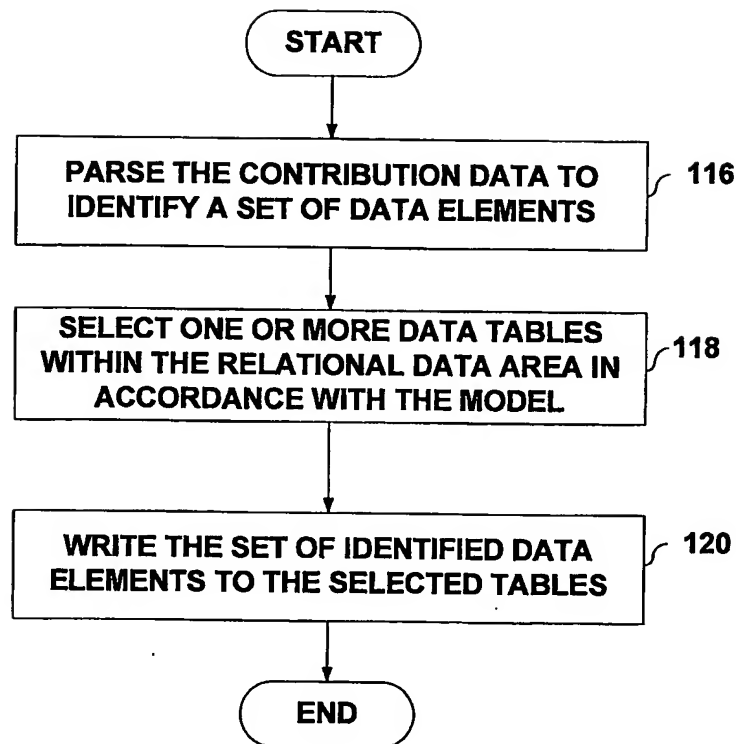 START
PARSE THE CONTRIBUTION DATA TO
IDENTIFY A SET OF DATA ELEMENTS
116
SELECT ONE OR MORE DATA TABLES
WITHIN THE RELATIONAL DATA AREA IN
ACCORDANCE WITH THE MODEL
118
WRITE THE SET OF IDENTIFIED DATA
ELEMENTS TO THE SELECTED TABLES
120
END